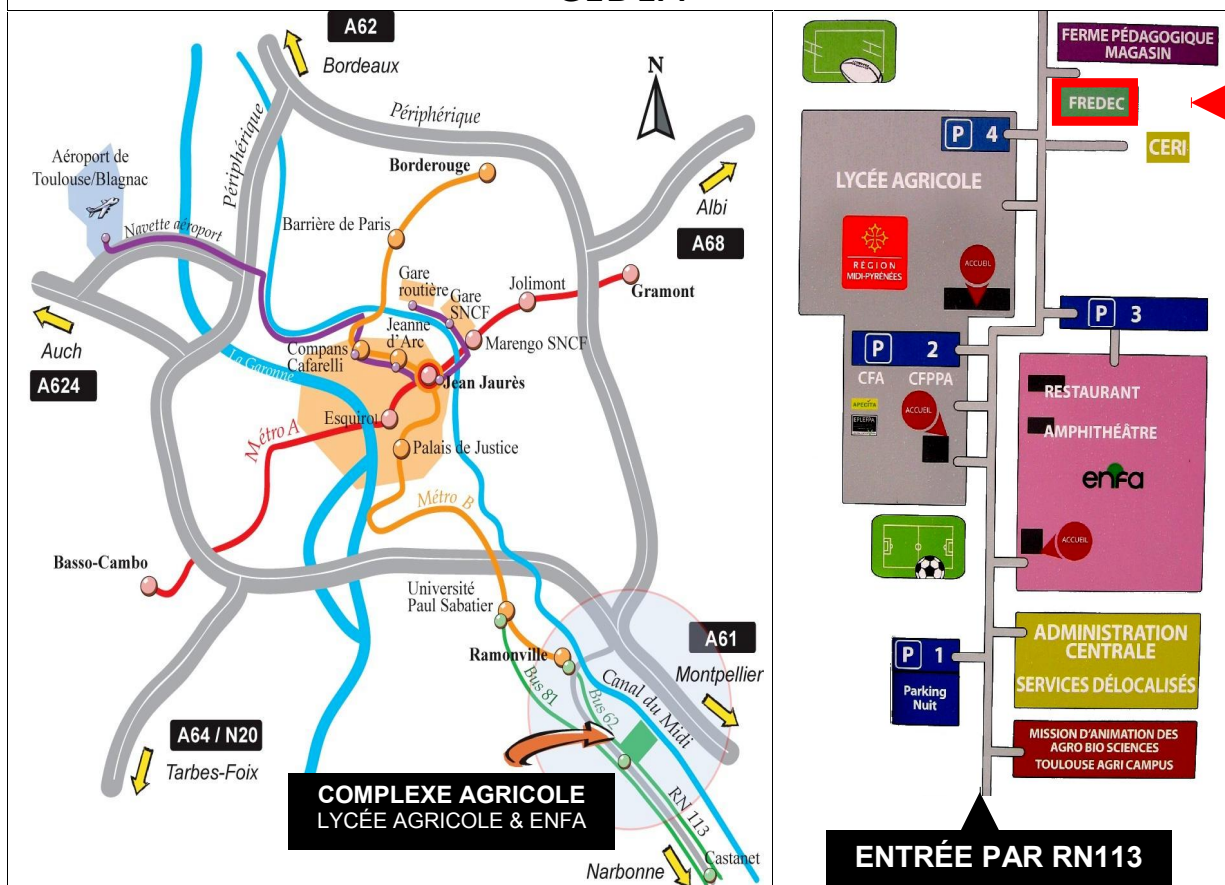 A62
Bordeaux
N
Périphérique
Périphérique
Aéroport de
Toulouse/Blagnac
Borderouge
Albi
A68
Navette aéroport
Barrière de Paris
Gare
routière
Gare
SNCF
Jolimont
Gramont
Auch
A624
La Garonne
Compans
Cafarelli
Jeanne
d'Arc
Marengo SNCF
Jean Jaurès
Esquirol
Métro A
Palais de Justice
Métro B
Basso-Cambo
Université
Paul Sabatier
Ramonville
A61
Montpellier
Bus 81
Bus 62
Canal du Midi
A64 / N20
Tarbes-Foix
COMPLEXE AGRICOLE
LYCÉE AGRICOLE & ENFA
RN 113
Narbonne
Castanet
FERME PÉDAGOGIQUE
MAGASIN
FREDEC
P 4
CERI
LYCÉE AGRICOLE
RÉGION
MIDI-PYRÉNÉES
ACCUEIL
P 3
P 2
CFA CFPPA
APECITA
ACCUEIL
RESTAURANT
AMPHITHÉÂTRE
enfa
ACCUEIL
ADMINISTRATION
CENTRALE
SERVICES DÉLOCALISÉS
P 1
Parking
Nuit
MISSION D'ANIMATION DES
AGRO BIO SCIENCES
TOULOUSE AGRI CAMPUS
ENTRÉE PAR RN113